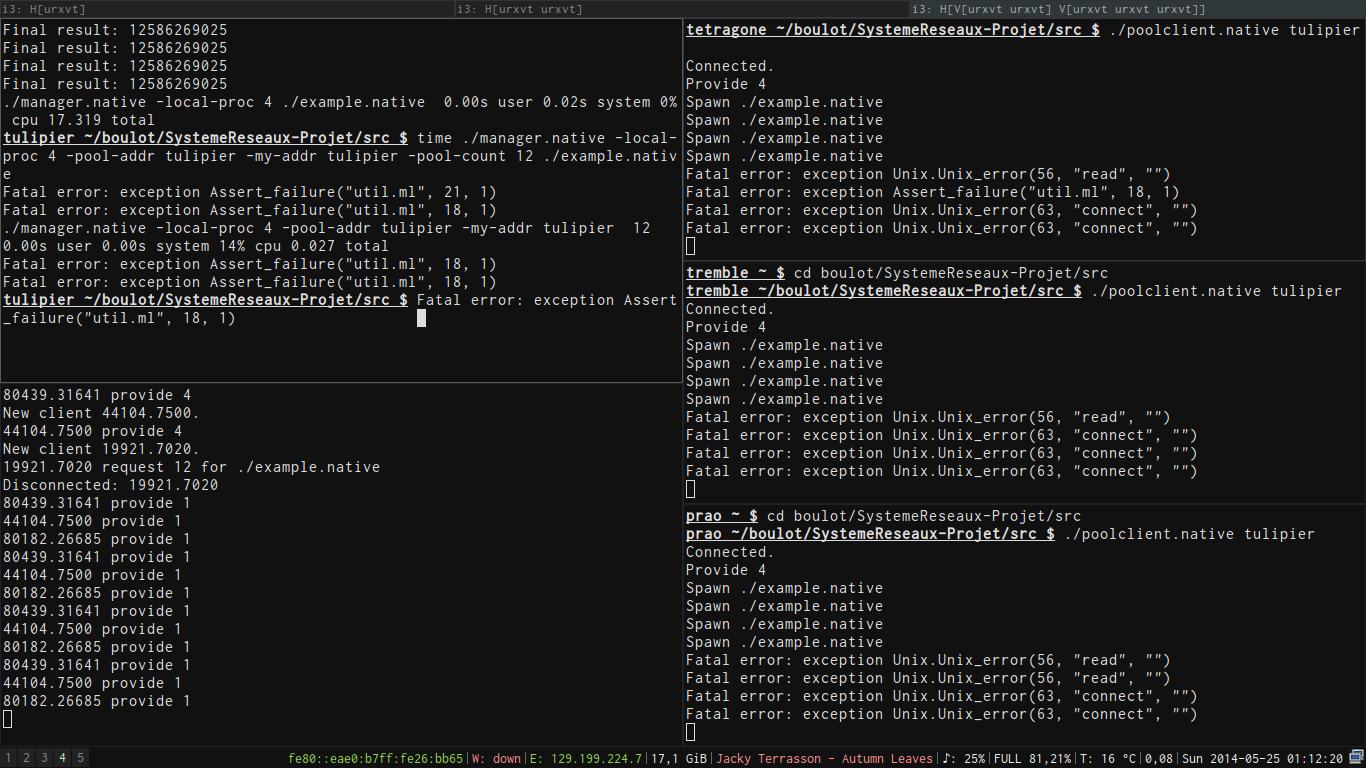 i3: H[urxvt]
i3: H[urxvt]
i3: H[V[urxvt urxvt] V[urxvt urxvt urxvt]]
Final result: 12586269025
Final result: 12586269025
Final result: 12586269025
Final result: 12586269025
./manager.native -local-proc 4 ./example.native  0.00s user 0.02s system 0%
 cpu 17.319 total
tulipier ~/boulot/SystemeReseaux-Projet/src $ time ./manager.native -local-
proc 4 -pool-addr tulipier -my-addr tulipier -pool-count 12 ./example.nativ
e
Fatal error: exception Assert_failure("util.ml", 21, 1)
Fatal error: exception Assert_failure("util.ml", 18, 1)
./manager.native -local-proc 4 -pool-addr tulipier -my-addr tulipier  12
0.00s user 0.00s system 14% cpu 0.027 total
Fatal error: exception Assert_failure("util.ml", 18, 1)
Fatal error: exception Assert_failure("util.ml", 18, 1)
tulipier ~/boulot/SystemeReseaux-Projet/src $ Fatal error: exception Assert
_failure("util.ml", 18, 1)
80439.31641 provide 4
New client 44104.7500.
44104.7500 provide 4
New client 19921.7020.
19921.7020 request 12 for ./example.native
Disconnected: 19921.7020
80439.31641 provide 1
44104.7500 provide 1
80182.26685 provide 1
80439.31641 provide 1
44104.7500 provide 1
80182.26685 provide 1
80439.31641 provide 1
44104.7500 provide 1
80182.26685 provide 1
80439.31641 provide 1
44104.7500 provide 1
80182.26685 provide 1
tetragone ~/boulot/SystemeReseaux-Projet/src $ ./poolclient.native tulipier
Connected.
Provide 4
Spawn ./example.native
Spawn ./example.native
Spawn ./example.native
Spawn ./example.native
Fatal error: exception Unix.Unix_error(56, "read", "")
Fatal error: exception Assert_failure("util.ml", 18, 1)
Fatal error: exception Unix.Unix_error(63, "connect", "")
Fatal error: exception Unix.Unix_error(63, "connect", "")
tremble ~ $ cd boulot/SystemeReseaux-Projet/src
tremble ~/boulot/SystemeReseaux-Projet/src $ ./poolclient.native tulipier
Connected.
Provide 4
Spawn ./example.native
Spawn ./example.native
Spawn ./example.native
Spawn ./example.native
Fatal error: exception Unix.Unix_error(56, "read", "")
Fatal error: exception Unix.Unix_error(63, "connect", "")
Fatal error: exception Unix.Unix_error(63, "connect", "")
Fatal error: exception Unix.Unix_error(63, "connect", "")
prao ~ $ cd boulot/SystemeReseaux-Projet/src
prao ~/boulot/SystemeReseaux-Projet/src $ ./poolclient.native tulipier
Connected.
Provide 4
Spawn ./example.native
Spawn ./example.native
Spawn ./example.native
Spawn ./example.native
Fatal error: exception Unix.Unix_error(56, "read", "")
Fatal error: exception Unix.Unix_error(56, "read", "")
Fatal error: exception Unix.Unix_error(63, "connect", "")
Fatal error: exception Unix.Unix_error(63, "connect", "")
1 2 3 4 5
fe80::eae0:b7ff:fe26:bb65|W: down|E: 129.199.224.7|17,1 GiB|Jacky Terrasson - Autumn Leaves|♪: 25%|FULL 81,21%|T: 16 °C|0,08|Sun 2014-05-25 01:12:20